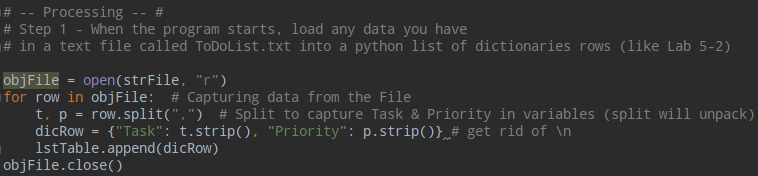 # -- Processing -- #
# Step 1 - When the program starts, load any data you have
# in a text file called ToDoList.txt into a python list of dictionaries rows (like Lab 5-2)
objFile = open(strFile, "r")
for row in objFile:  # Capturing data from the File
    t, p = row.split(",")  # Split to capture Task & Priority in variables (split will unpack)
    dicRow = {"Task": t.strip(), "Priority": p.strip()} # get rid of \n
    lstTable.append(dicRow)
objFile.close()